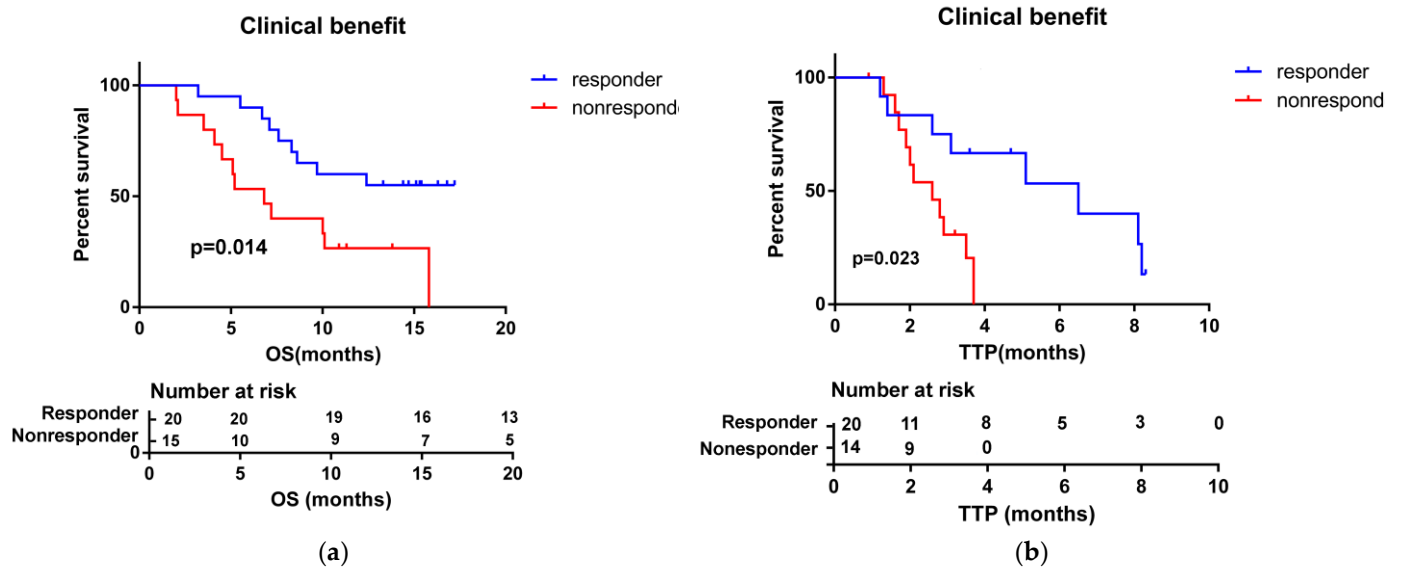 Clinical benefit
100
50
0
Percent survival
0 5 10 15 20
OS(months)
p=0.014
responder
nonrespond
Number at risk
Responder 20 20 19 16 13
Nonresponder 15 10 9 7 5
0
0 5 10 15 20
OS (months)
(a)
Clinical benefit
100
50
0
Percent survival
0 2 4 6 8 10
TTP(months)
p=0.023
responder
nonrespond
Number at risk
Responder 20 11 8 5 3 0
Nonesponder 14 9 0
0 2 4 6 8 10
TTP (months)
(b)